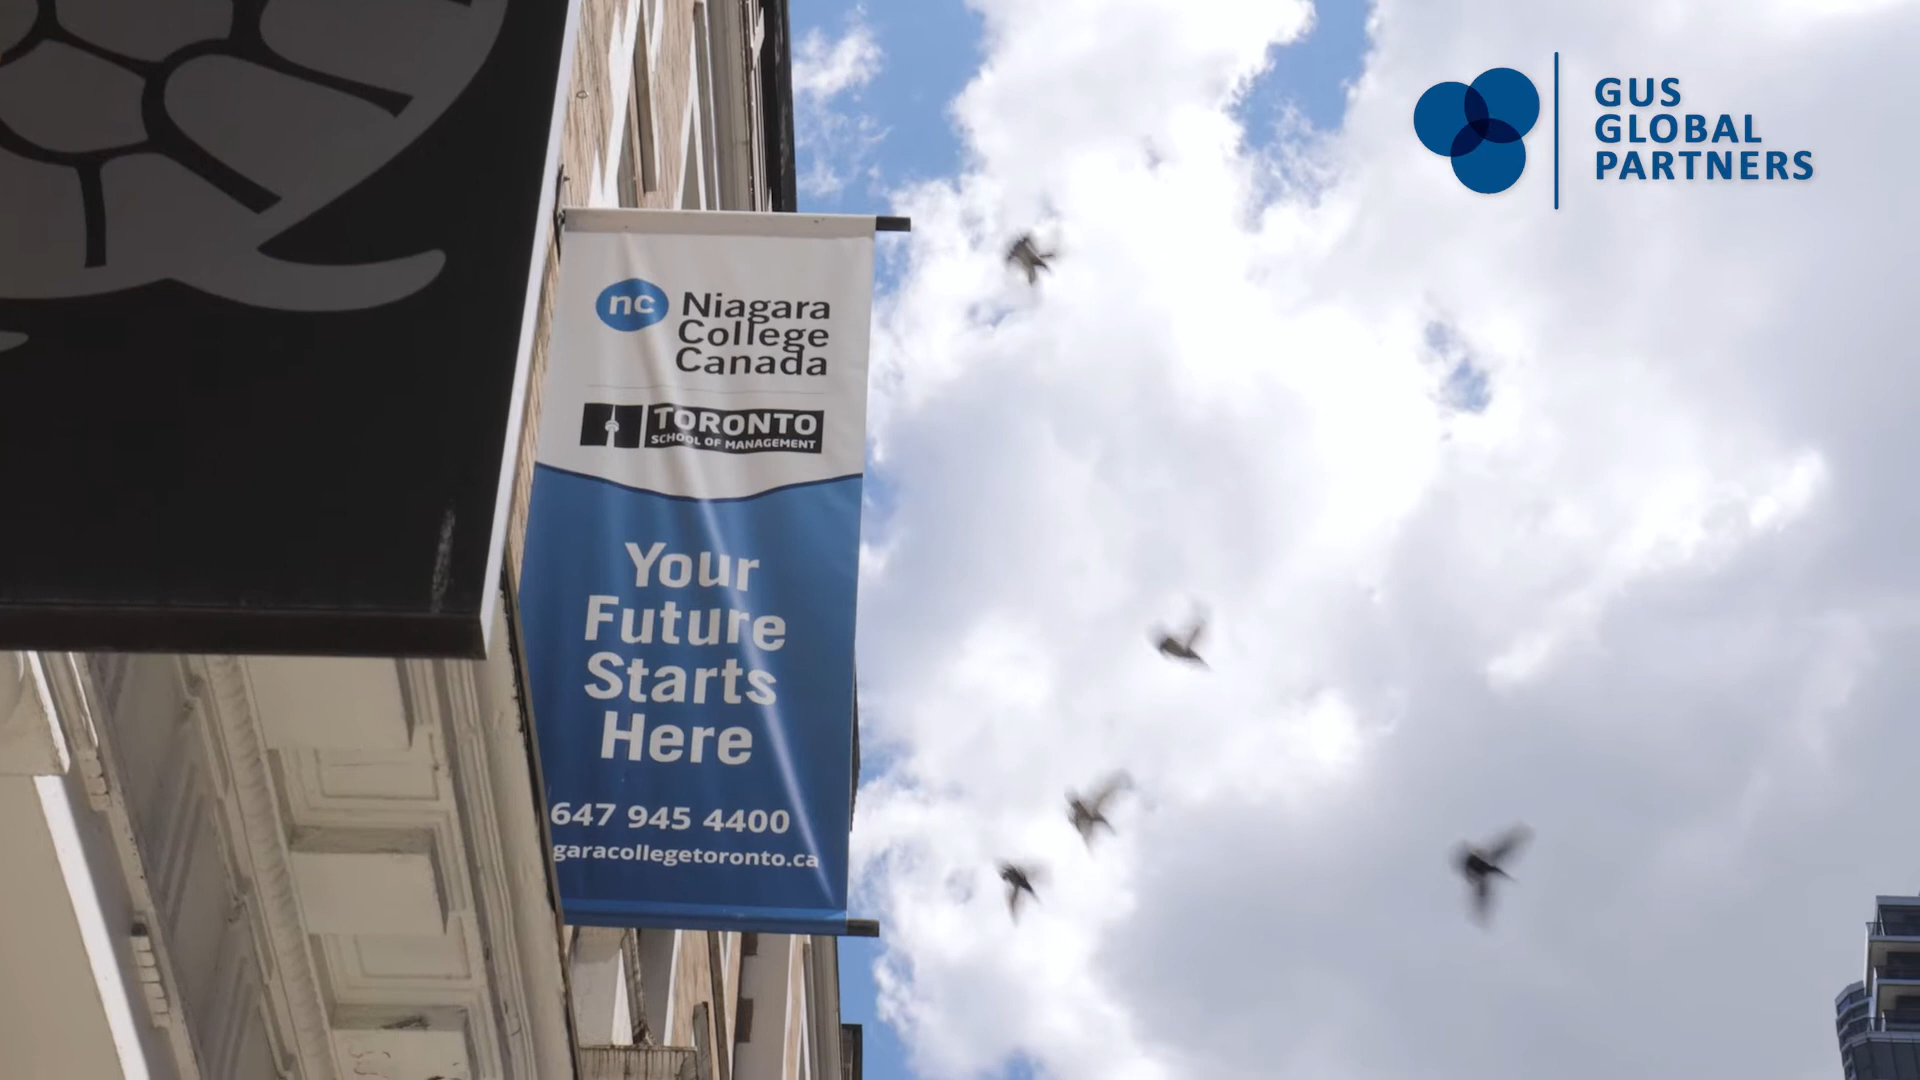 GUS
GLOBAL
PARTNERS
nc
Niagara
College
Canada
TORONTO
SCHOOL OF MANAGEMENT
Your
Future
Starts
Here
647 945 4400
garacollegetoronto.ca